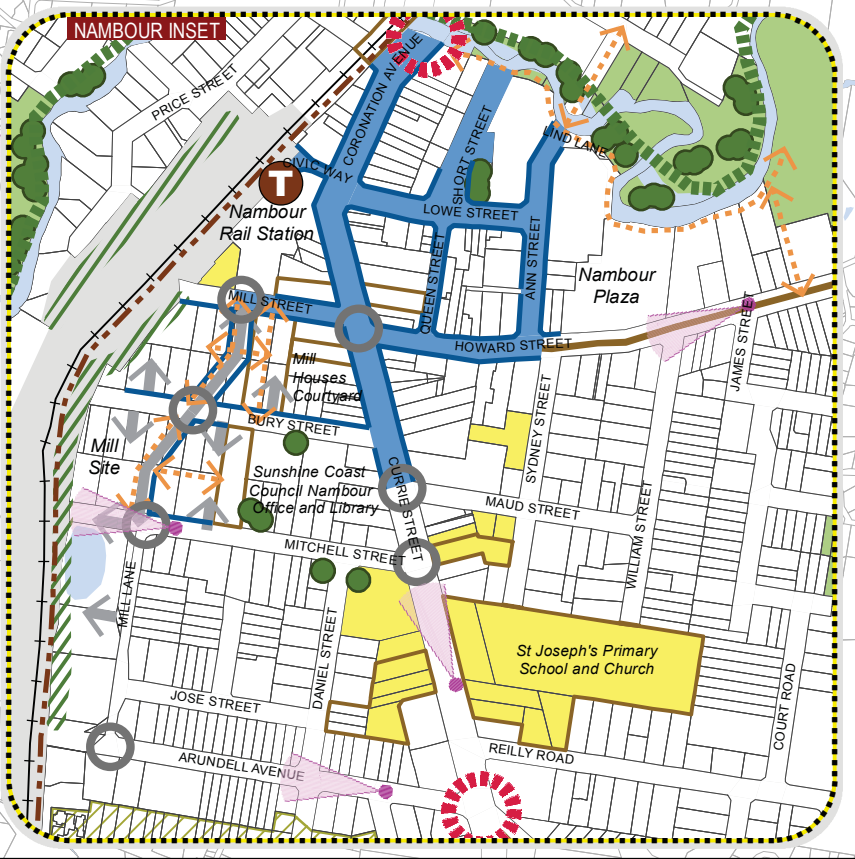 NAMBOUR INSET
PRICE STREET
CORONATION AVENUE
CIVIC WAY
T
Nambour
Rail Station
SHORT STREET
LIND LANE
LOWE STREET
QUEEN STREET
ANN STREET
Nambour
Plaza
MILL STREET
HOWARD STREET
JAMES STREET
Mill
Houses
Courtyard
BURY STREET
Mill
Site
Sunshine Coast
Council Nambour
Office and Library
CURRIE STREET
SYDNEY STREET
MAUD STREET
WILLIAM STREET
MITCHELL STREET
MILL LANE
DANIEL STREET
St Joseph's Primary
School and Church
COURT ROAD
JOSE STREET
REILLY ROAD
ARUNDELL AVENUE